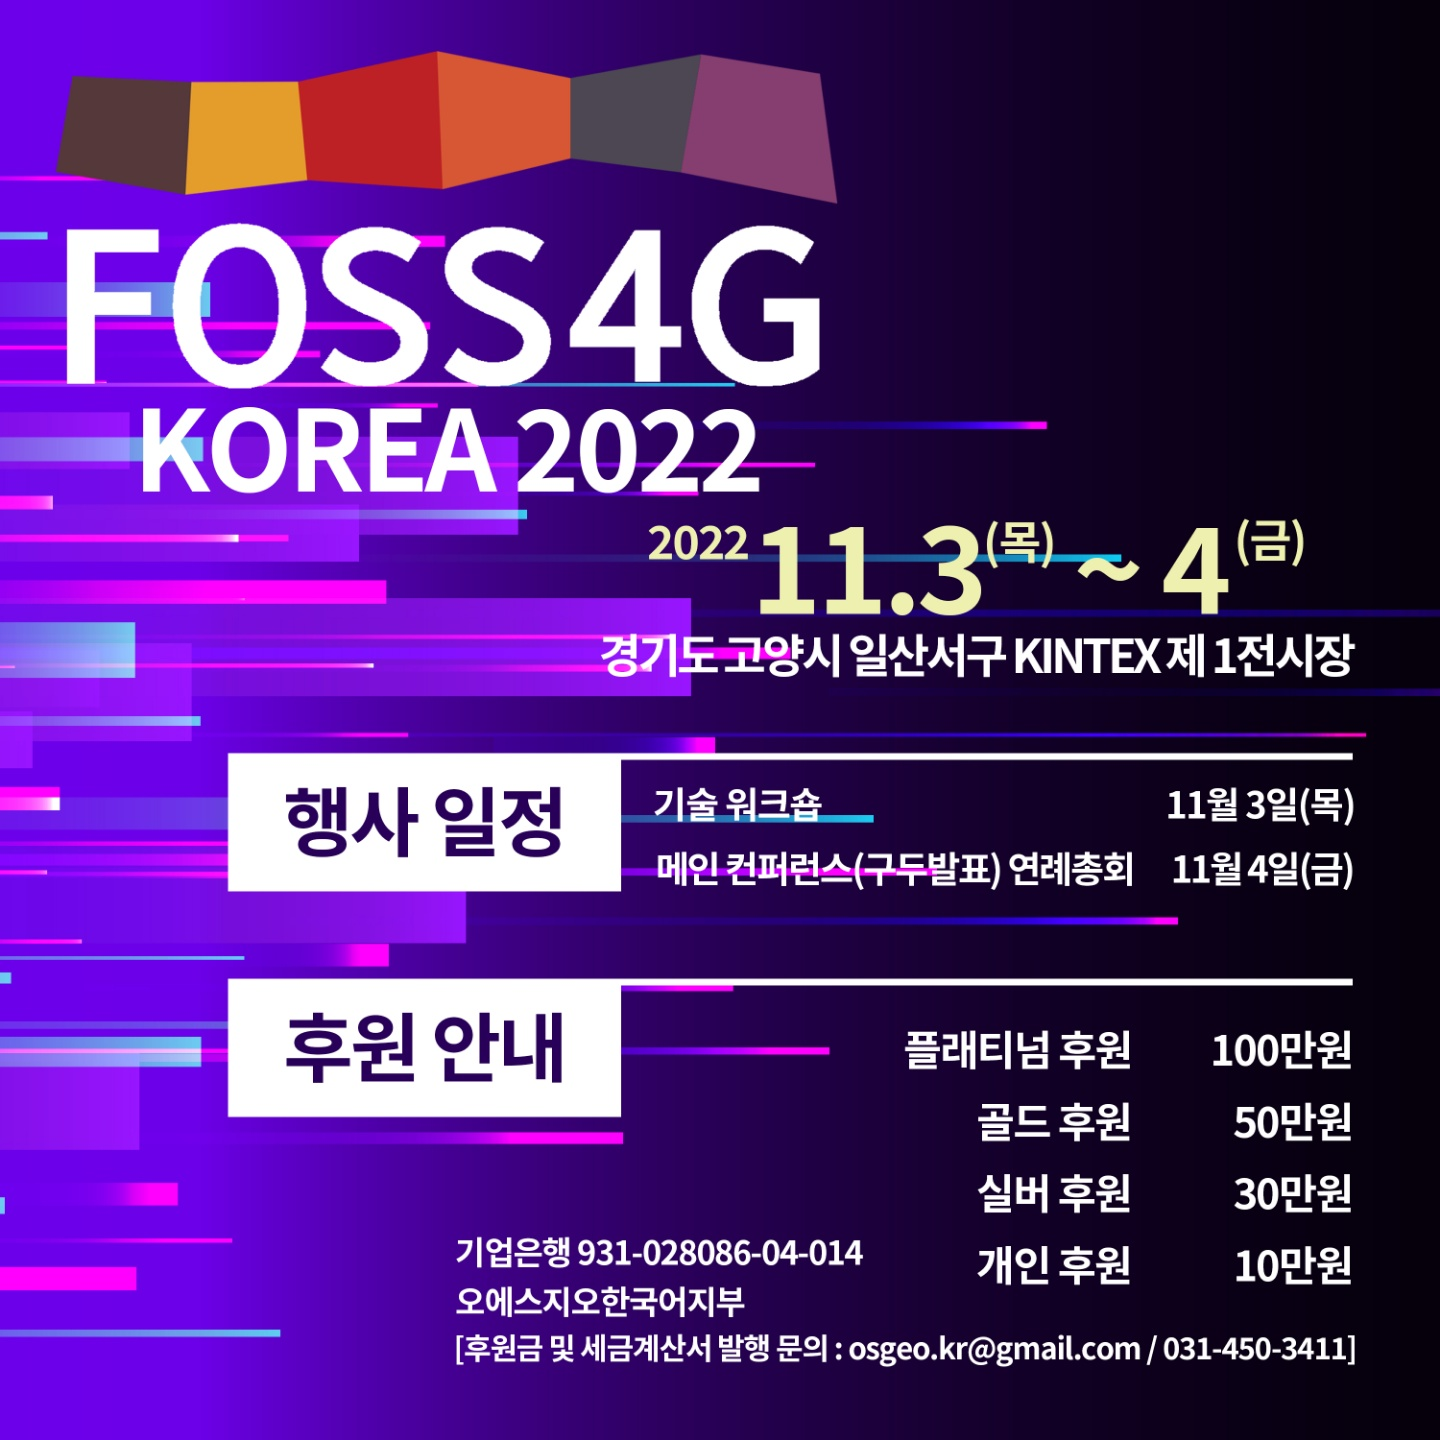 FOSS4G
KOREA 2022
2022 11.3(목) ~ 4(금)
경기도 고양시 일산서구 KINTEX 제 1전시장
행사 일정
기술 워크숍 11월 3일(목)
메인 컨퍼런스(구두발표) 연례총회 11월 4일(금)
후원 안내
플래티넘 후원 100만원
골드 후원 50만원
실버 후원 30만원
개인 후원 10만원
기업은행 931-028086-04-014
오에스지오한국어지부
[후원금 및 세금계산서 발행 문의 : osgeo.kr@gmail.com / 031-450-3411]